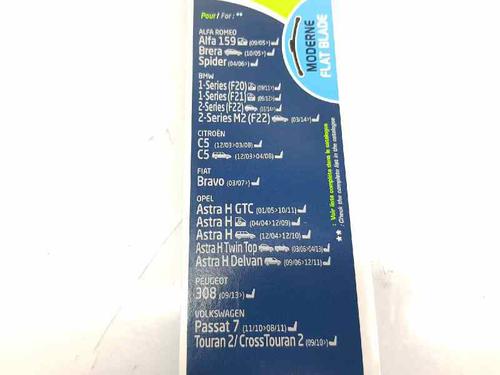 Pour / For : **
ALFA ROMEO
Alfa 159 (09/05>)
Brera (10/05>)
Spider (04/06>)
BMW
1-Series (F20) (09/11>)
1-Series (F21) (09/12>)
2-Series (F22) (03/14>)
2-Series M2 (F22) (03/14>)
CITROËN
C5 (12/03>03/08)
C5 (12/03>04/08)
FIAT
Bravo (03/07>)
OPEL
Astra H GTC (01/05>10/11)
Astra H (04/04>12/09)
Astra H (12/04>12/10)
Astra H Twin Top (03/06>04/13)
Astra H Delvan (09/06>12/11)
PEUGEOT
308 (09/13>)
VOLKSWAGEN
Passat 7 (11/10>08/11)
Touran 2/ CrossTouran 2 (09/10>)
MODERNE
FLAT BLADE
** : Voir liste complète dans le catalogue
: Check the complete list in the catalogue